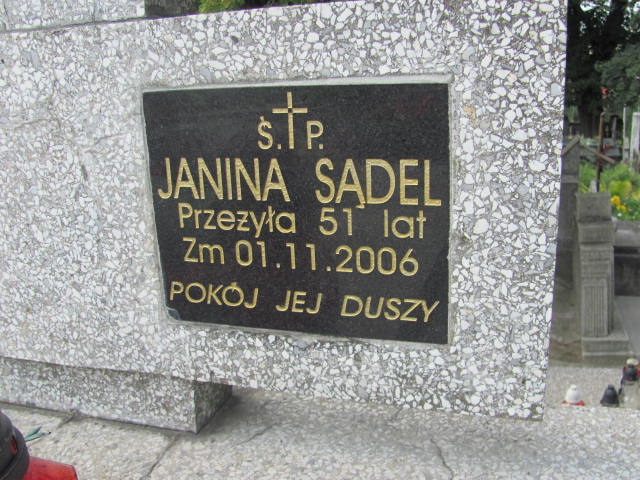 Ś.†P.
JANINA SĄDEL
Przeżyła 51 lat
Zm 01.11.2006
POKÓJ JEJ DUSZY